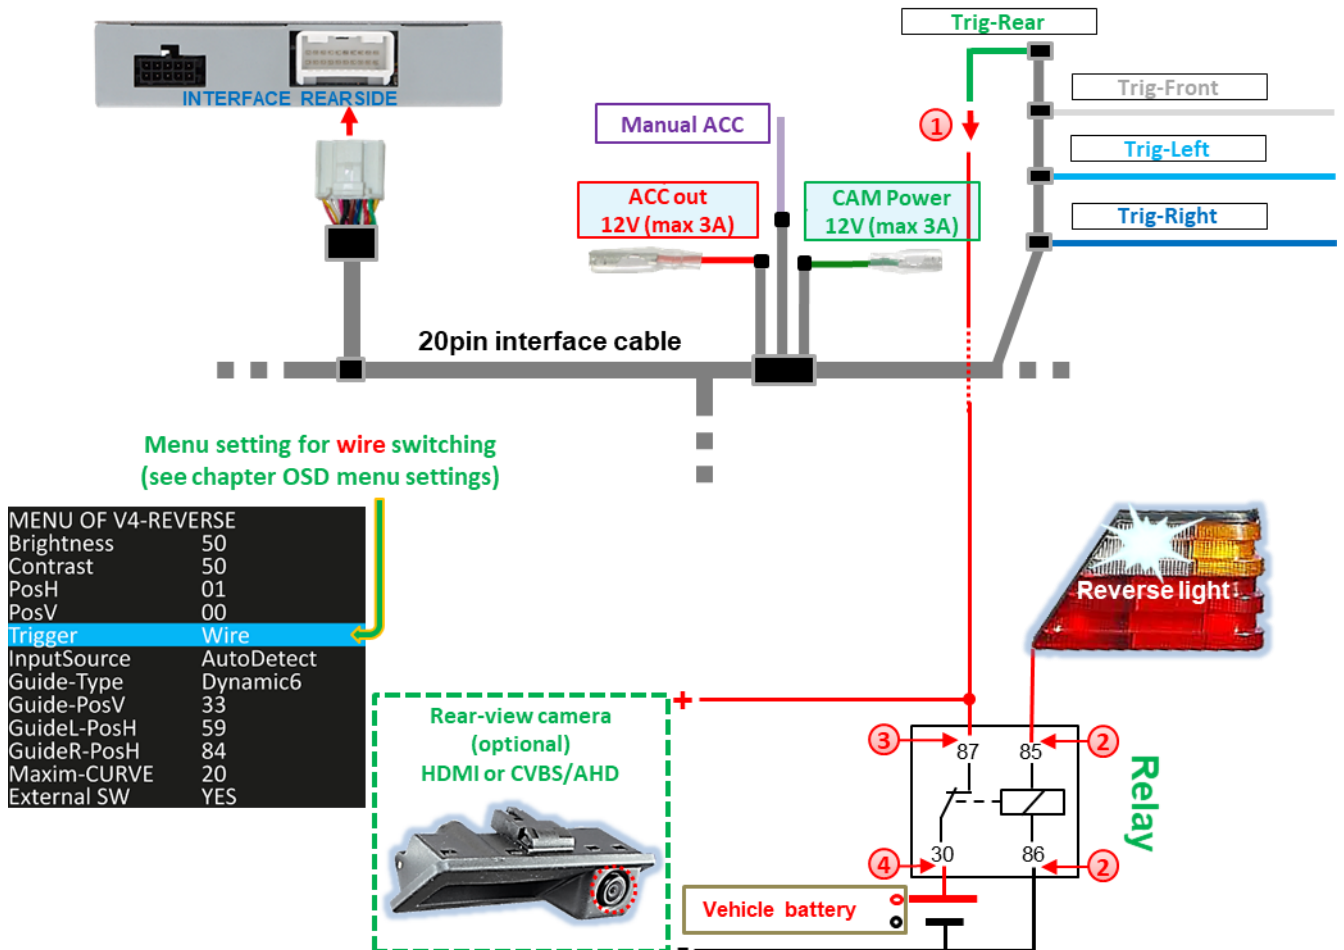 Trig-Rear
Trig-Front
Trig-Left
Trig-Right
INTERFACE REARSIDE
Manual ACC
ACC out
12V (max 3A)
CAM Power
12V (max 3A)
1
20pin interface cable
Menu setting for wire switching
(see chapter OSD menu settings)
MENU OF V4-REVERSE
Brightness 50
Contrast 50
PosH 01
PosV 00
Trigger Wire
InputSource AutoDetect
Guide-Type Dynamic6
Guide-PosV 33
GuideL-PosH 59
GuideR-PosH 84
Maxim-CURVE 20
External SW YES
Reverse light
+
Rear-view camera
(optional)
HDMI or CVBS/AHD
3
87
85
2
Relay
4
30
86
2
Vehicle battery
-